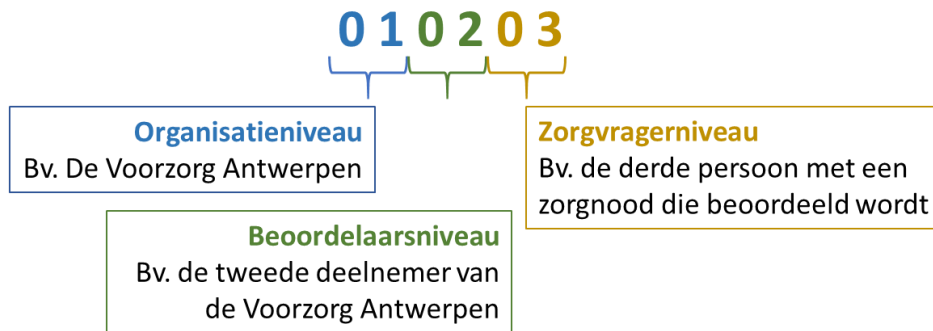 0 1 0 2 0 3
Organisatieniveau
Bv. De Voorzorg Antwerpen
Zorgvragerniveau
Bv. de derde persoon met een
zorgnood die beoordeeld wordt
Beoordelaarsniveau
Bv. de tweede deelnemer van
de Voorzorg Antwerpen